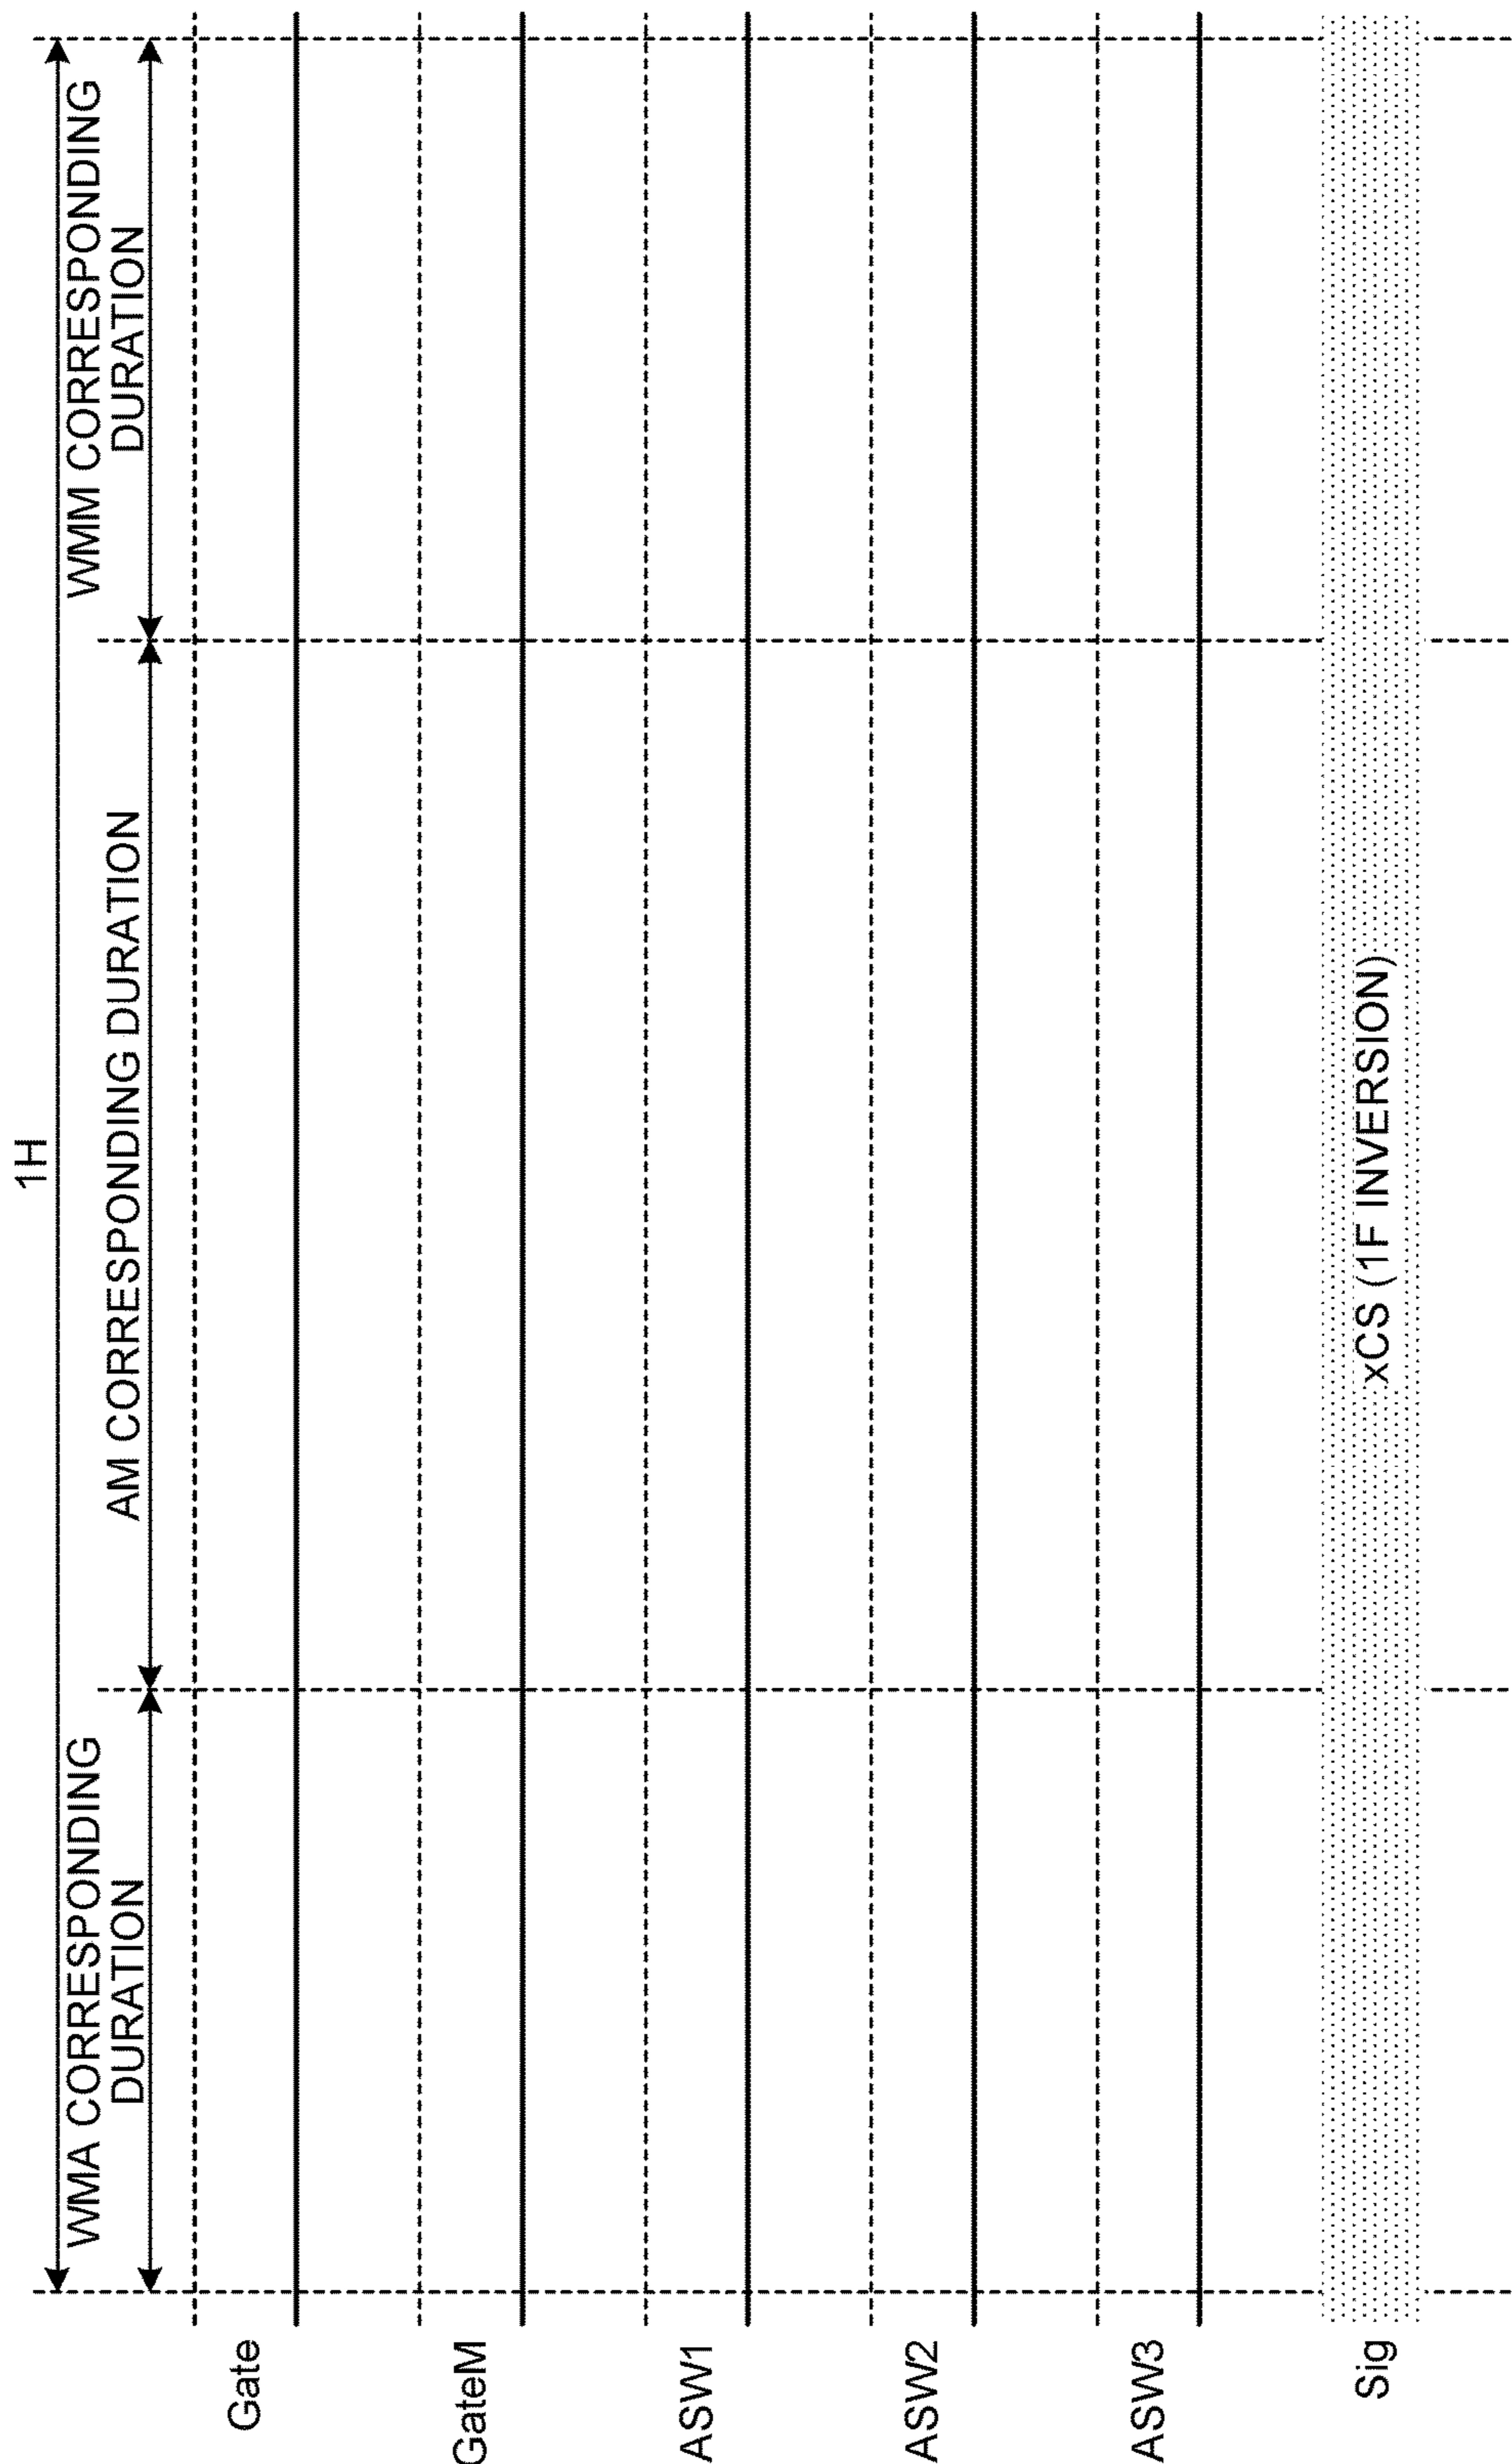 1H
WMA CORRESPONDING
DURATION
AM CORRESPONDING DURATION
WMM CORRESPONDING
DURATION
Gate
GateM
ASW1
ASW2
ASW3
Sig
xCS (1F INVERSION)